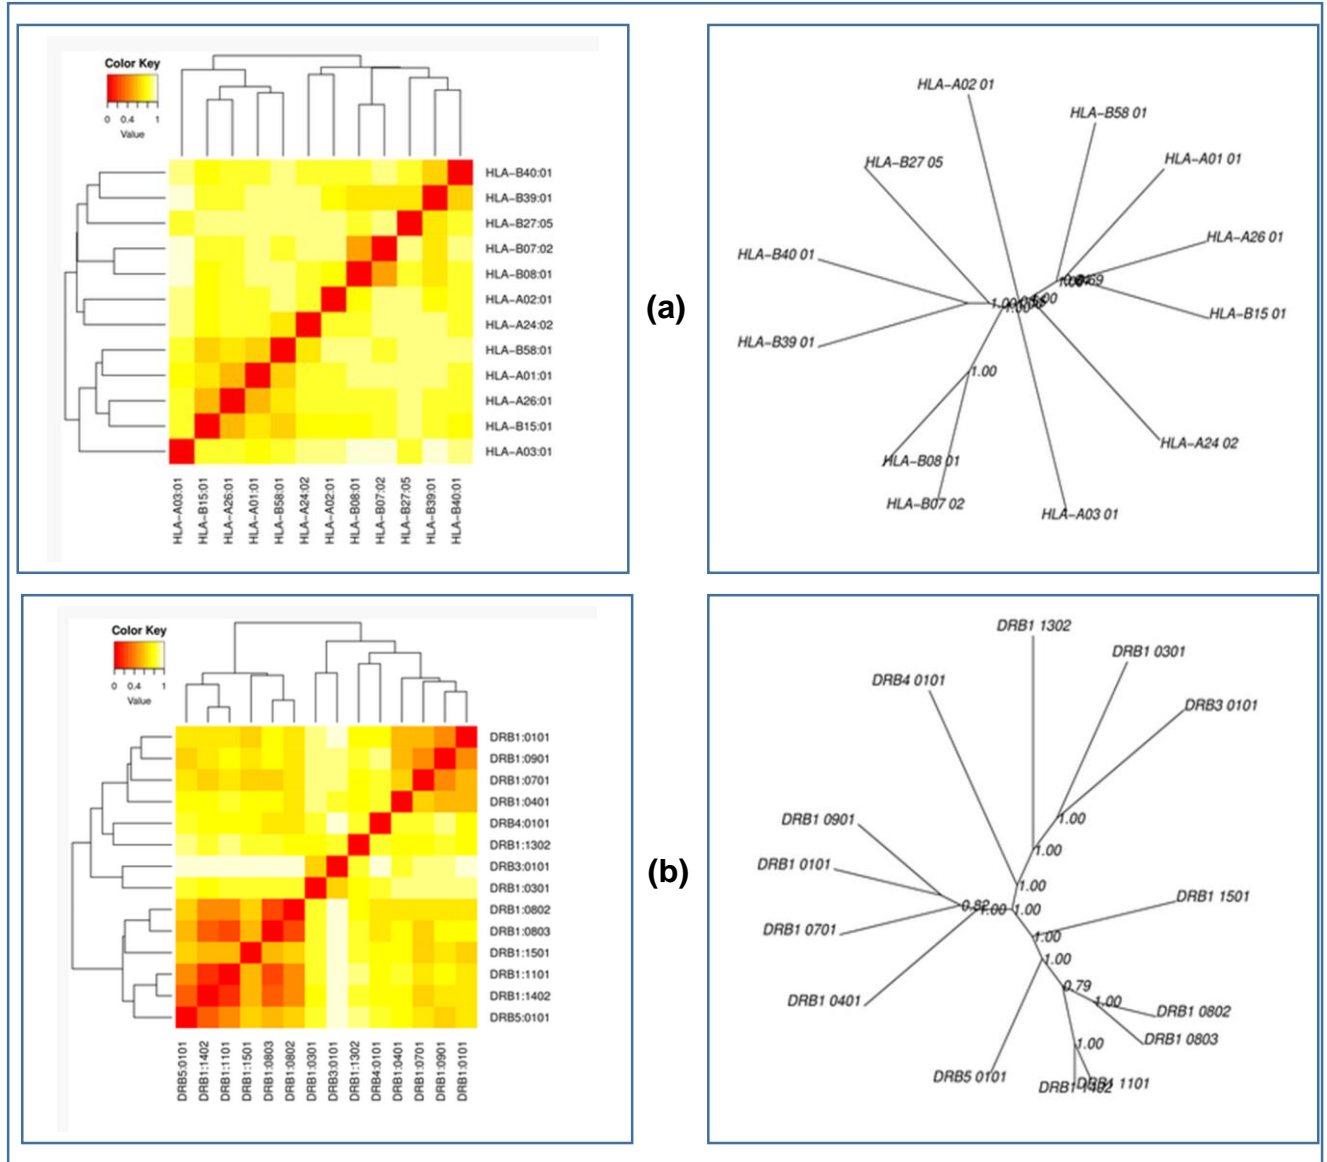 Color Key
0 0.4 1
Value
HLA-B40:01
HLA-B39:01
HLA-B27:05
HLA-B07:02
HLA-B08:01
HLA-A02:01
HLA-A24:02
HLA-B58:01
HLA-A01:01
HLA-A26:01
HLA-B15:01
HLA-A03:01
HLA-A03:01
HLA-B15:01
HLA-A26:01
HLA-A01:01
HLA-B58:01
HLA-A24:02
HLA-A02:01
HLA-B08:01
HLA-B07:02
HLA-B27:05
HLA-B39:01
HLA-B40:01
(a)
HLA-A02 01
HLA-B58 01
HLA-B27 05
HLA-A01 01
HLA-A26 01
HLA-B40 01
HLA-B15 01
HLA-B39 01
1.00
1.00
1.00
HLA-A24 02
HLA-B08 01
HLA-B07 02
HLA-A03 01
Color Key
0 0.4 1
Value
DRB1:0101
DRB1:0901
DRB1:0701
DRB1:0401
DRB4:0101
DRB1:1302
DRB3:0101
DRB1:0301
DRB1:0802
DRB1:0803
DRB1:1501
DRB1:1101
DRB1:1402
DRB5:0101
DRB5:0101
DRB1:1402
DRB1:1101
DRB1:1501
DRB1:0803
DRB1:0802
DRB1:0301
DRB3:0101
DRB1:1302
DRB4:0101
DRB1:0401
DRB1:0701
DRB1:0901
DRB1:0101
(b)
DRB1 1302
DRB1 0301
DRB4 0101
DRB3 0101
DRB1 0901
1.00
1.00
DRB1 0101
1.00
DRB1 1501
0.82
1.00
1.00
DRB1 0701
1.00
1.00
DRB1 0401
0.79
1.00
DRB1 0802
DRB1 0803
1.00
DRB5 0101
DRB1 1402
DRB1 1101